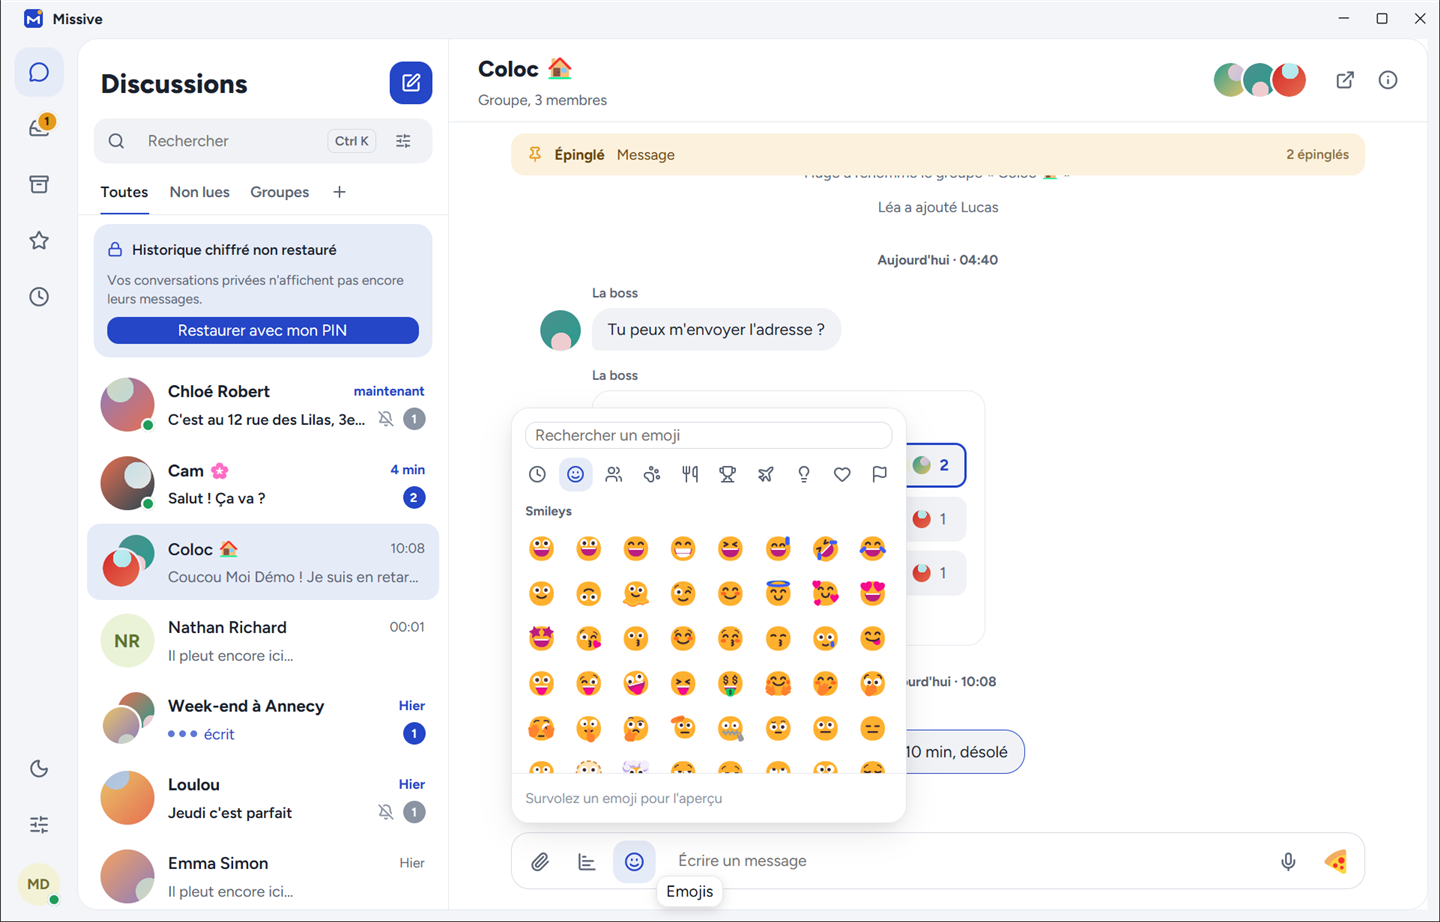 Missive
1
Discussions
Rechercher
Ctrl K
Toutes
Non lues
Groupes
Historique chiffré non restauré
Vos conversations privées n'affichent pas encore
leurs messages.
Restaurer avec mon PIN
Chloé Robert
maintenant
C'est au 12 rue des Lilas, 3e...
1
Cam 🌸
4 min
Salut ! Ça va ?
2
Coloc 🏠
10:08
Coucou Moi Démo ! Je suis en retar...
NR
Nathan Richard
00:01
Il pleut encore ici...
Week-end à Annecy
Hier
écrit
1
Loulou
Hier
Jeudi c'est parfait
1
Emma Simon
Hier
Il pleut encore ici...
MD
Coloc 🏠
Groupe, 3 membres
Épinglé
Message
2 épinglés
Léa a ajouté Lucas
Aujourd'hui · 04:40
La boss
Tu peux m'envoyer l'adresse ?
La boss
2
1
1
Rechercher un emoji
Smileys
Survolez un emoji pour l'aperçu
urd'hui · 10:08
10 min, désolé
Écrire un message
Emojis